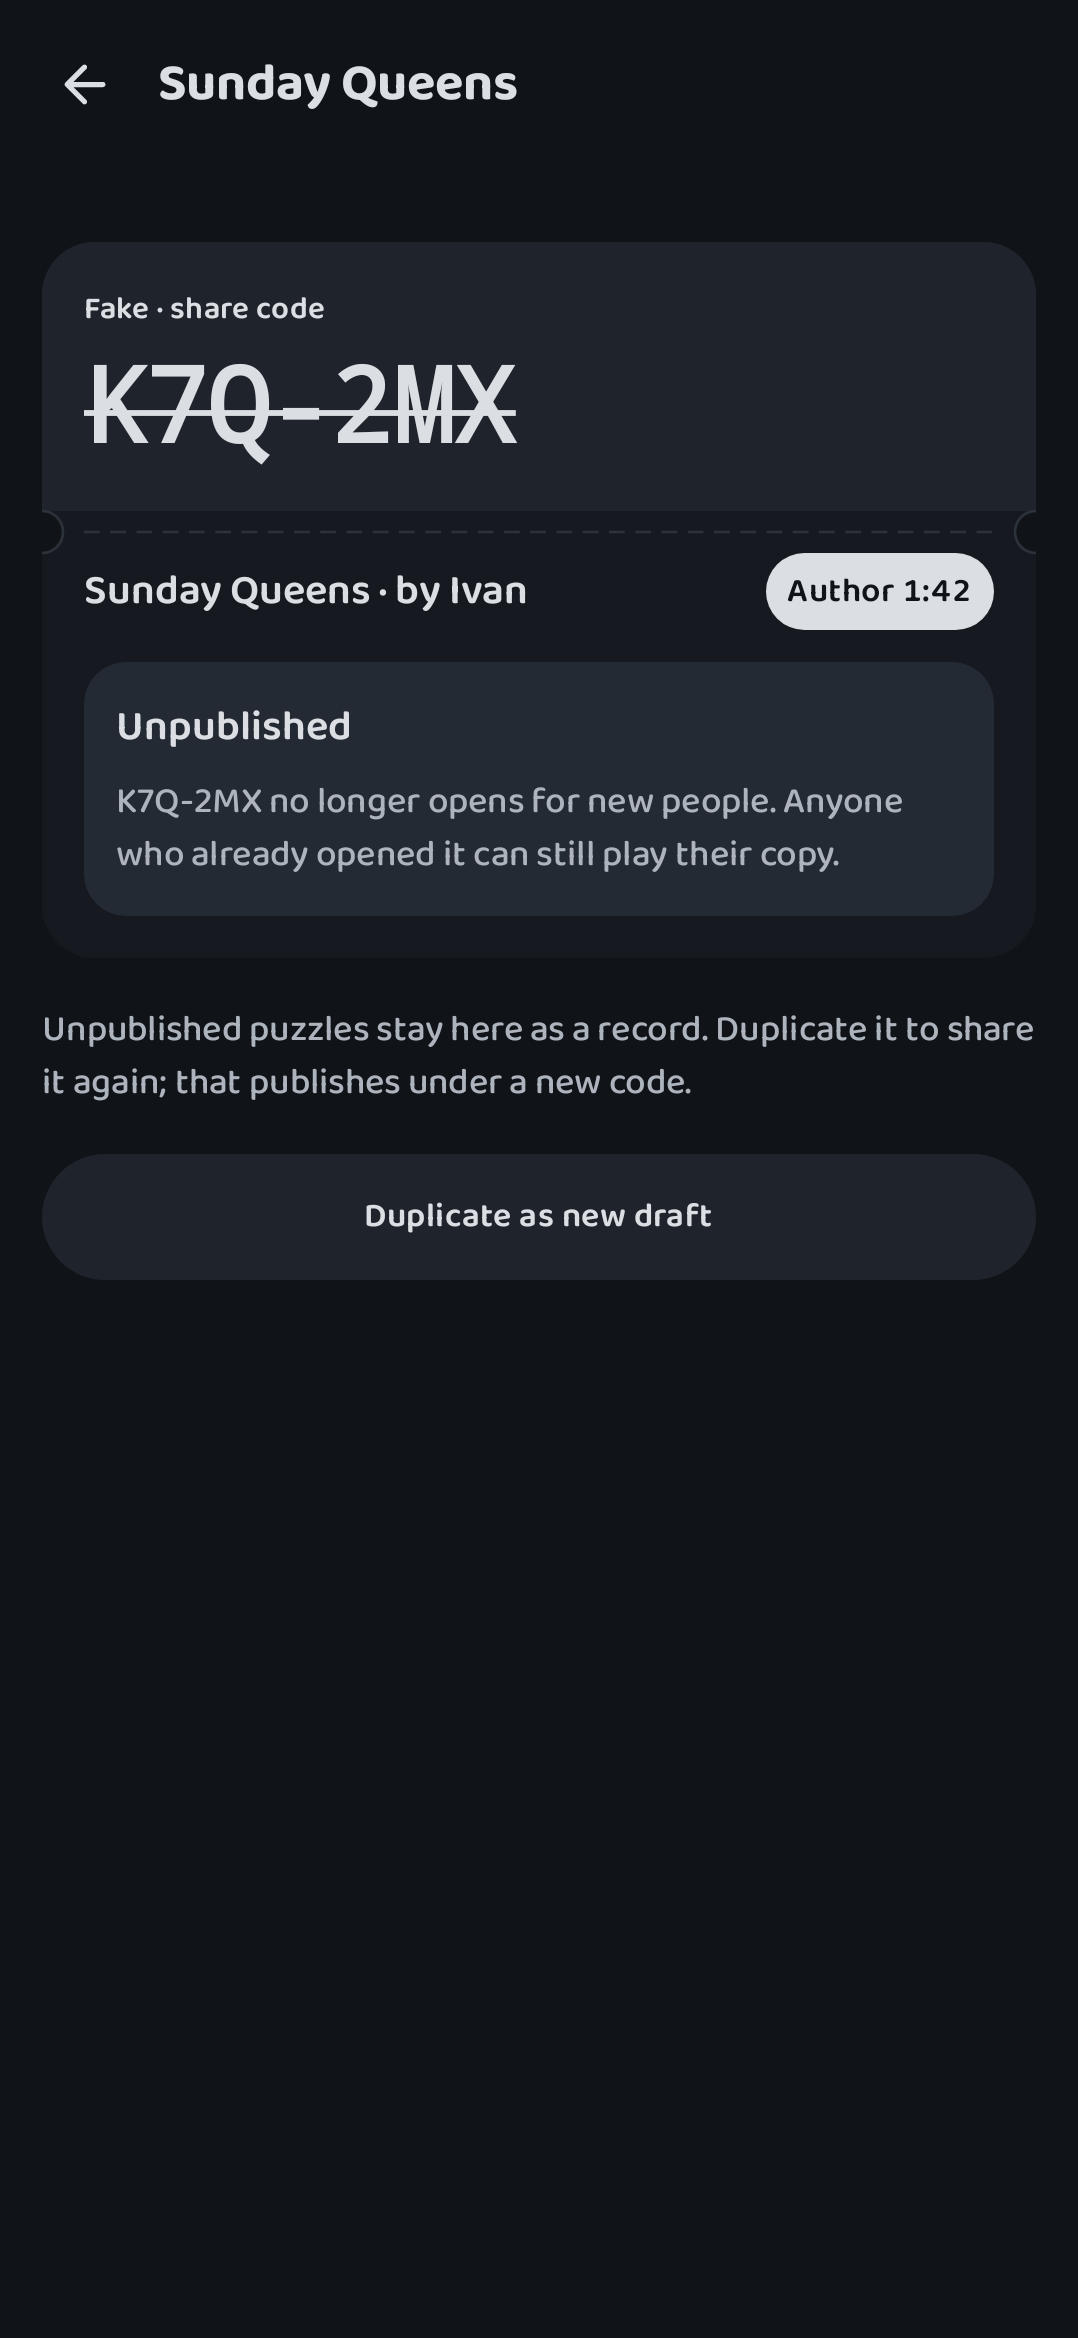 Sunday Queens
Fake · share code
K7Q-2MX
Sunday Queens · by Ivan
Author 1:42
Unpublished
K7Q-2MX no longer opens for new people. Anyone
who already opened it can still play their copy.
Unpublished puzzles stay here as a record. Duplicate it to share
it again; that publishes under a new code.
Duplicate as new draft